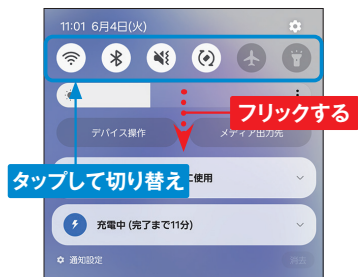 11:01 6月4日(火)
フリックする
デバイス操作
メディア出力先
タップして切り替え
に使用
充電中 (完了まで11分)
通知設定
消去